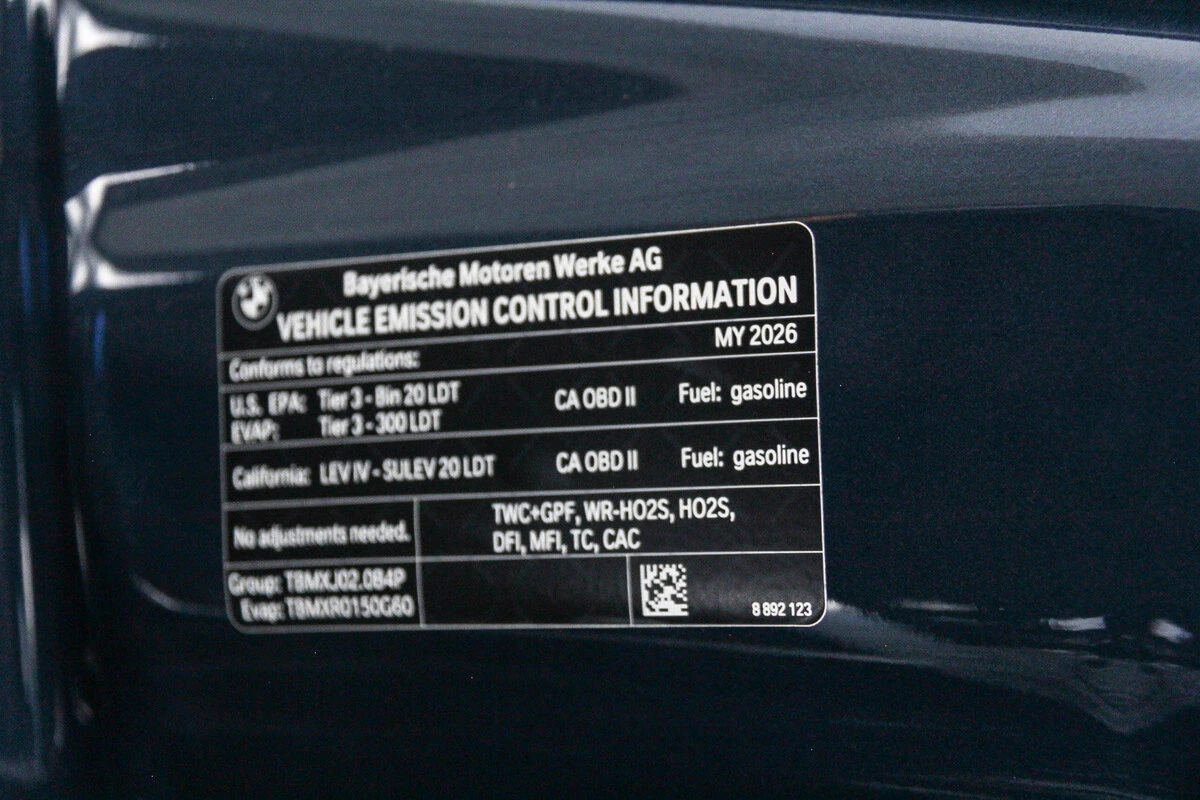 Bayerische Motoren Werke AG
VEHICLE EMISSION CONTROL INFORMATION
Conforms to regulations: MY 2026
U.S. EPA: Tier 3 - Bin 20 LDT CA OBD II Fuel: gasoline
EVAP: Tier 3 - 300 LDT
California: LEV IV - SULEV 20 LDT CA OBD II Fuel: gasoline
No adjustments needed.
TWC+GPF, WR-HO2S, HO2S,
DFI, MFI, TC, CAC
Group: TBMXJ02.0B4P
Evap: TBMXR0150G60
8 892 123